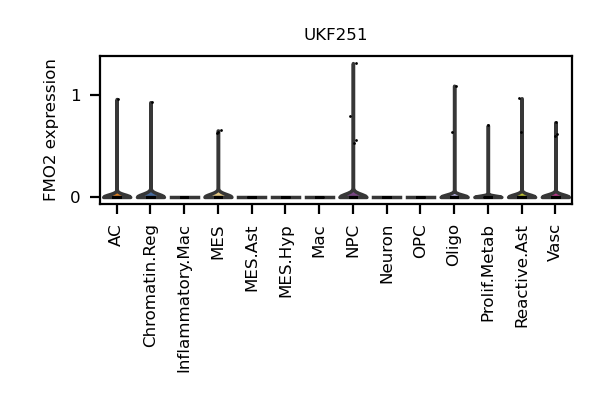 UKF251
FMO2 expression
1
0
AC
Chromatin.Reg
Inflammatory.Mac
MES
MES.Ast
MES.Hyp
Mac
NPC
Neuron
OPC
Oligo
Prolif.Metab
Reactive.Ast
Vasc